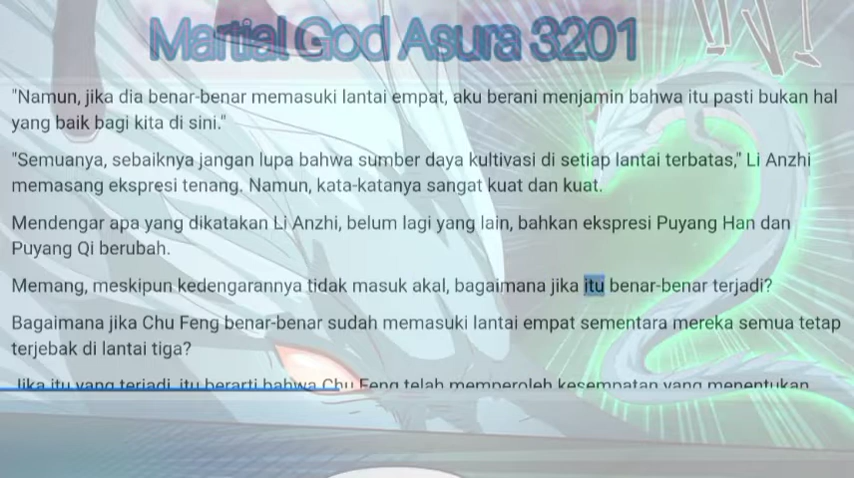 Martial God Asura 3201
"Namun, jika dia benar-benar memasuki lantai empat, aku berani menjamin bahwa itu pasti bukan hal
yang baik bagi kita di sini."
"Semuanya, sebaiknya jangan lupa bahwa sumber daya kultivasi di setiap lantai terbatas," Li Anzhi
memasang ekspresi tenang. Namun, kata-katanya sangat kuat dan kuat.
Mendengar apa yang dikatakan Li Anzhi, belum lagi yang lain, bahkan ekspresi Puyang Han dan
Puyang Qi berubah.
Memang, meskipun kedengarannya tidak masuk akal, bagaimana jika itu benar-benar terjadi?
Bagaimana jika Chu Feng benar-benar sudah memasuki lantai empat sementara mereka semua tetap
terjebak di lantai tiga?
Jika itu yang terjadi, itu berarti bahwa Chu Feng telah memperoleh kesempatan yang menentukan